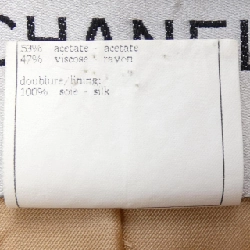 CHANEL
53% acetate - acetate
47% viscose - rayon
doublure/lining:
100% soie - silk